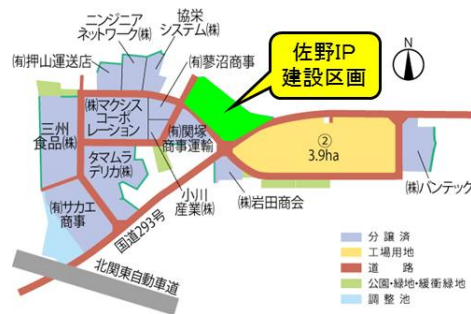 ニンジニア
ネットワーク㈱
協栄
システム㈱
㈲押山運送店
㈲蓼沼商事
佐野IP
建設区画
N
三州
食品㈱
㈱マクシス
コーポ
レーション
㈲関塚
商事運輸
②
3.9ha
タマムラ
デリカ㈱
小川
産業㈱
㈱岩田商会
㈱バンテック
㈲サカエ
商事
国道293号
北関東自動車道
分譲済
工場用地
道路
公園・緑地・緩衝緑地
調整池